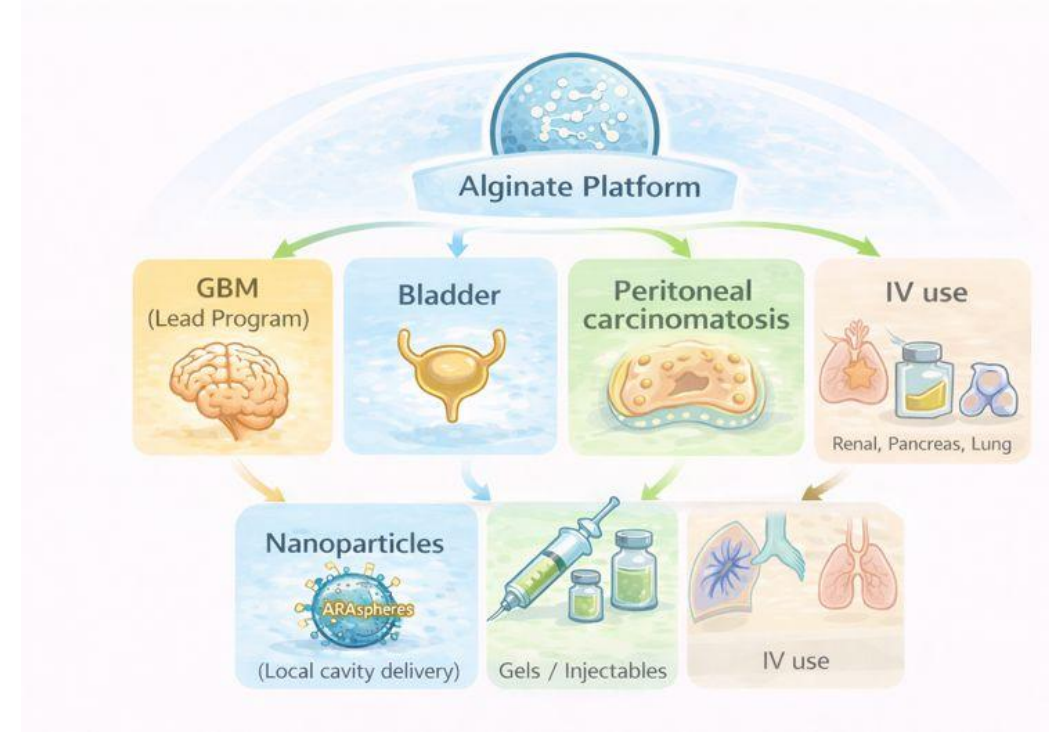 Alginate Platform
GBM
(Lead Program)
Bladder
Peritoneal
carcinomatosis
IV use
Renal, Pancreas, Lung
Nanoparticles
ARAspheres
(Local cavity delivery)
Gels / Injectables
IV use